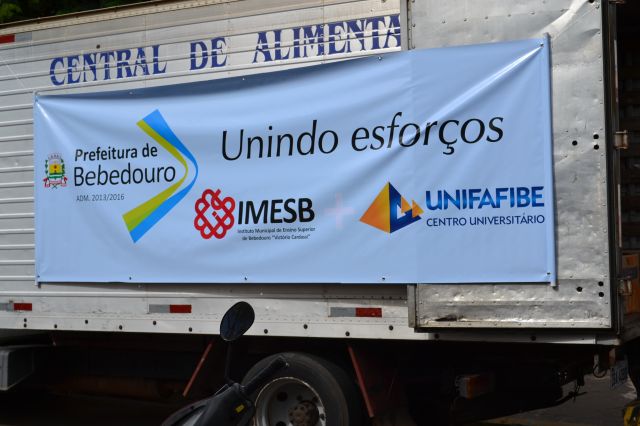 CENTRAL DE ALIMENTA
Prefeitura de
Bebedouro
ADM. 2013/2016
Unindo esforços
IMESB
Instituto Municipal de Ensino Superior
de Bebedouro "Victório Cardassi"
+
UNIFAFIBE
CENTRO UNIVERSITÁRIO